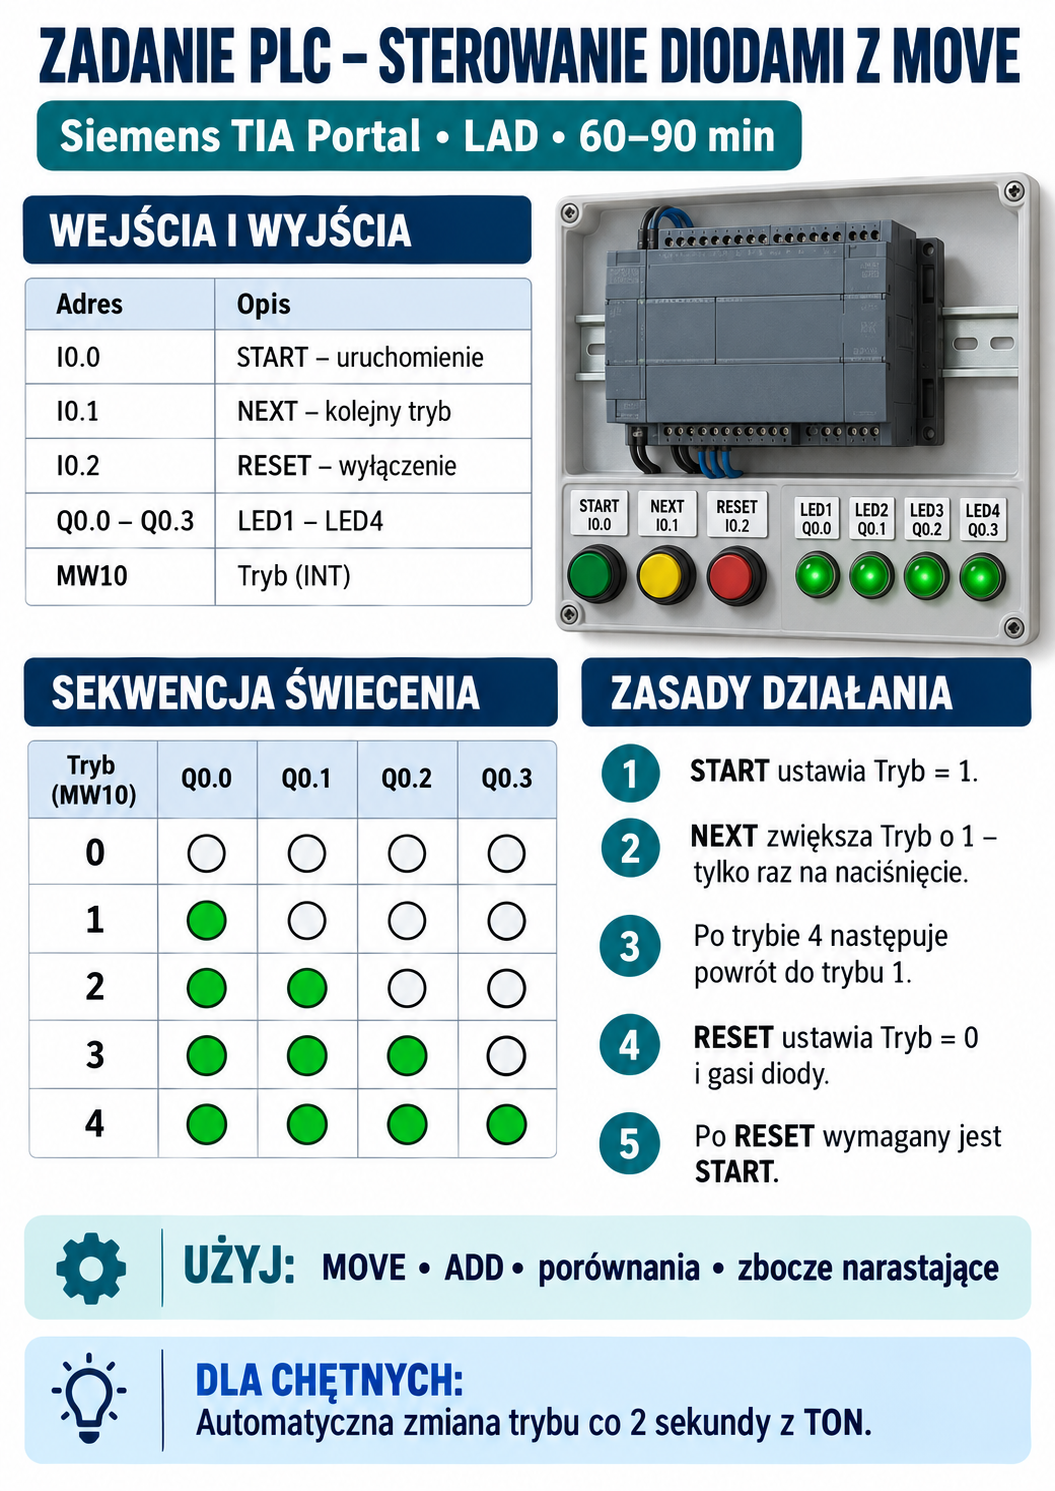 ZADANIE PLC – STEROWANIE DIODAMI Z MOVE
Siemens TIA Portal • LAD • 60–90 min
WEJŚCIA I WYJŚCIA
Adres Opis
I0.0 START – uruchomienie
I0.1 NEXT – kolejny tryb
I0.2 RESET – wyłączenie
Q0.0 – Q0.3 LED1 – LED4
MW10 Tryb (INT)
START NEXT RESET LED1 LED2 LED3 LED4
I0.0 I0.1 I0.2 Q0.0 Q0.1 Q0.2 Q0.3
SEKWENCJA ŚWIECENIA
Tryb
(MW10) Q0.0 Q0.1 Q0.2 Q0.3
0
1
2
3
4
ZASADY DZIAŁANIA
1 START ustawia Tryb = 1.
2 NEXT zwiększa Tryb o 1 –
tylko raz na naciśnięcie.
3 Po trybie 4 następuje
powrót do trybu 1.
4 RESET ustawia Tryb = 0
i gasi diody.
5 Po RESET wymagany jest
START.
UŻYJ: MOVE • ADD • porównania • zbocze narastające
DLA CHĘTNYCH:
Automatyczna zmiana trybu co 2 sekundy z TON.